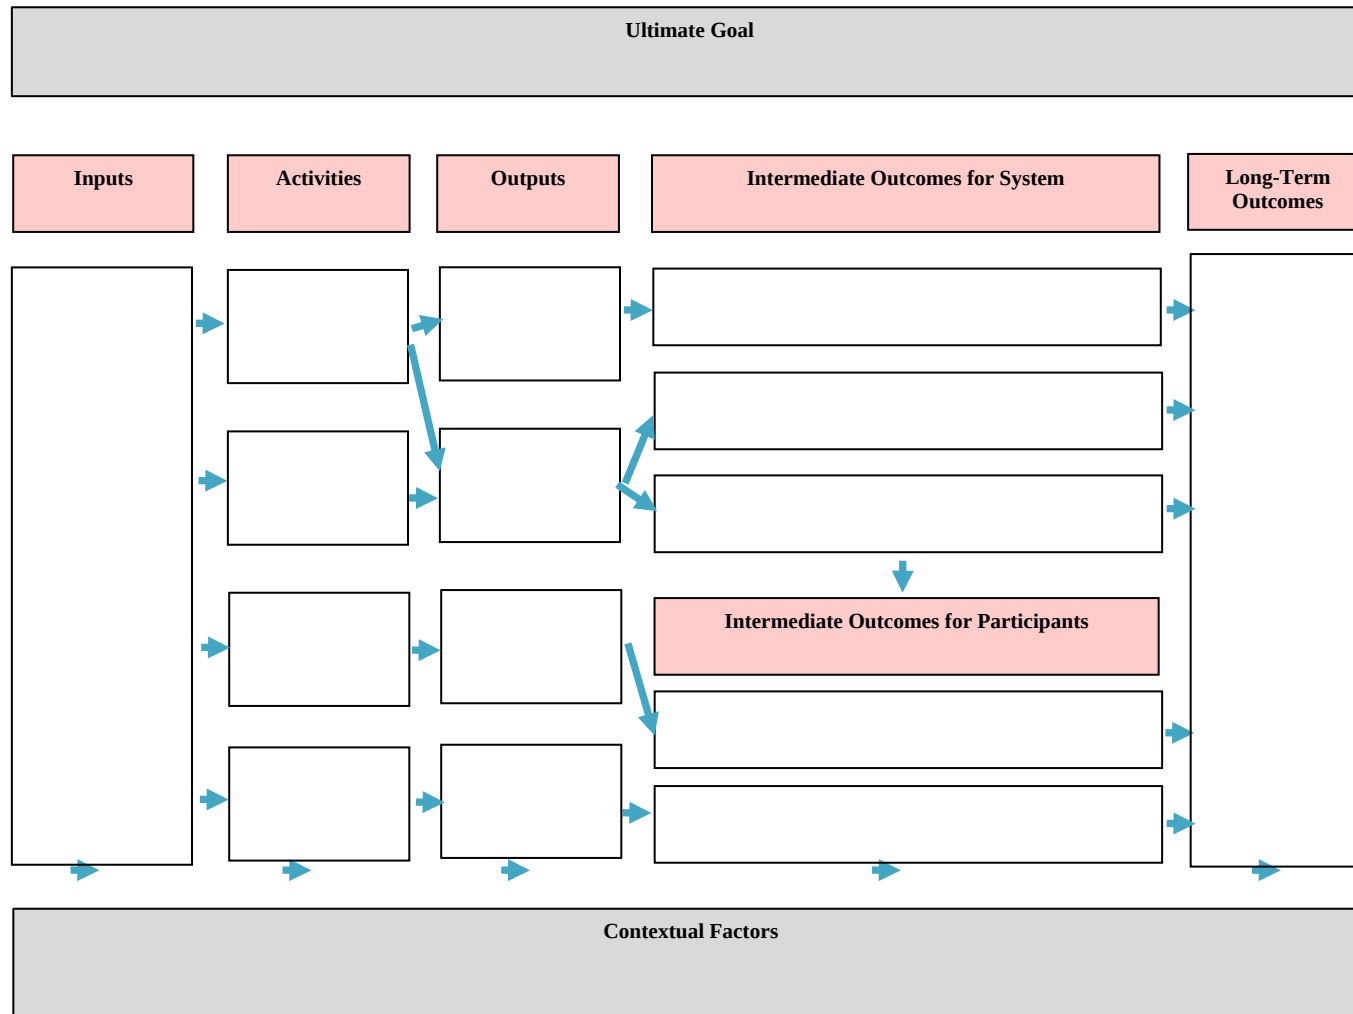 Ultimate Goal
Inputs
Activities
Outputs
Intermediate Outcomes for System
Long-Term
Outcomes
Intermediate Outcomes for Participants
Contextual Factors